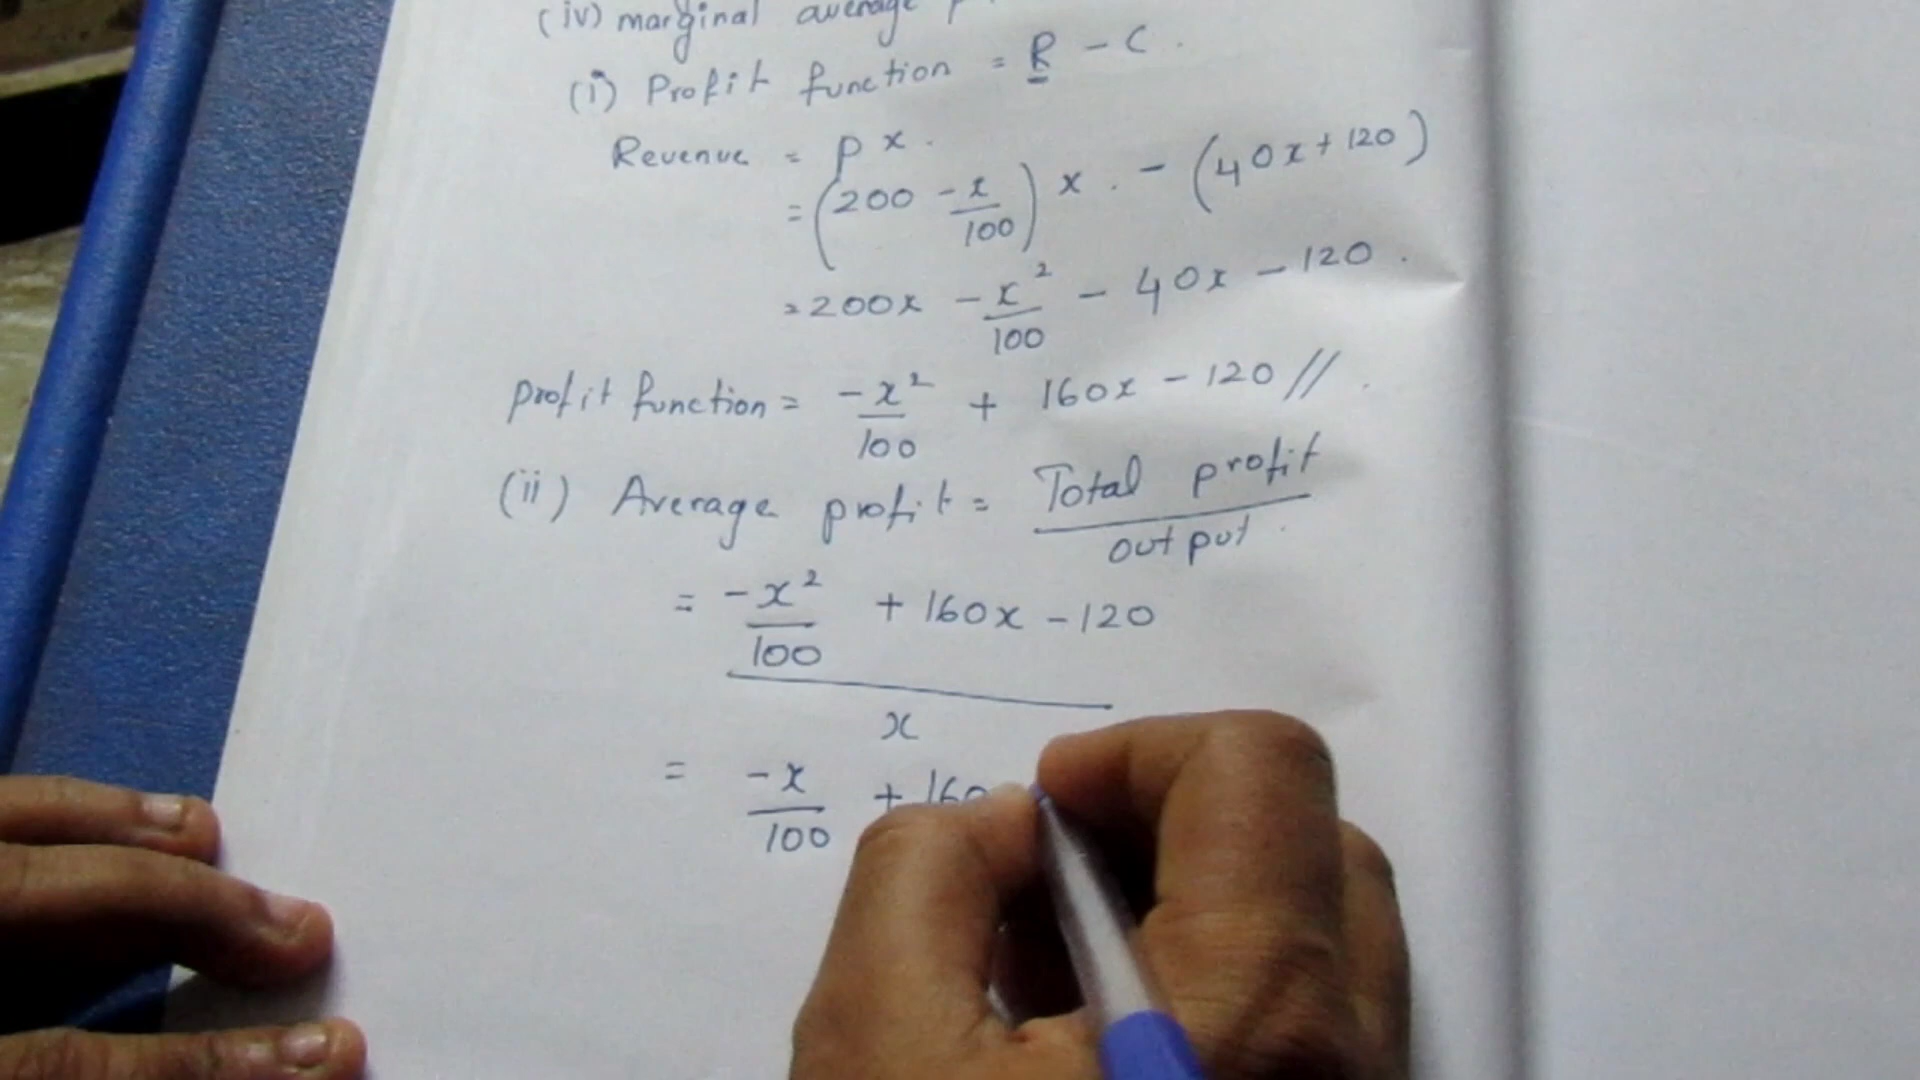 (iv) marginal average
(i) Profit function = R - C.
Revenue = px.
= (200 - x/100) x. - (40x + 120)
= 200x - x²/100 - 40x - 120.
profit function = -x²/100 + 160x - 120 //.
(ii) Average profit = Total profit / output.
= -x²/100 + 160x - 120
x
= -x/100 + 160